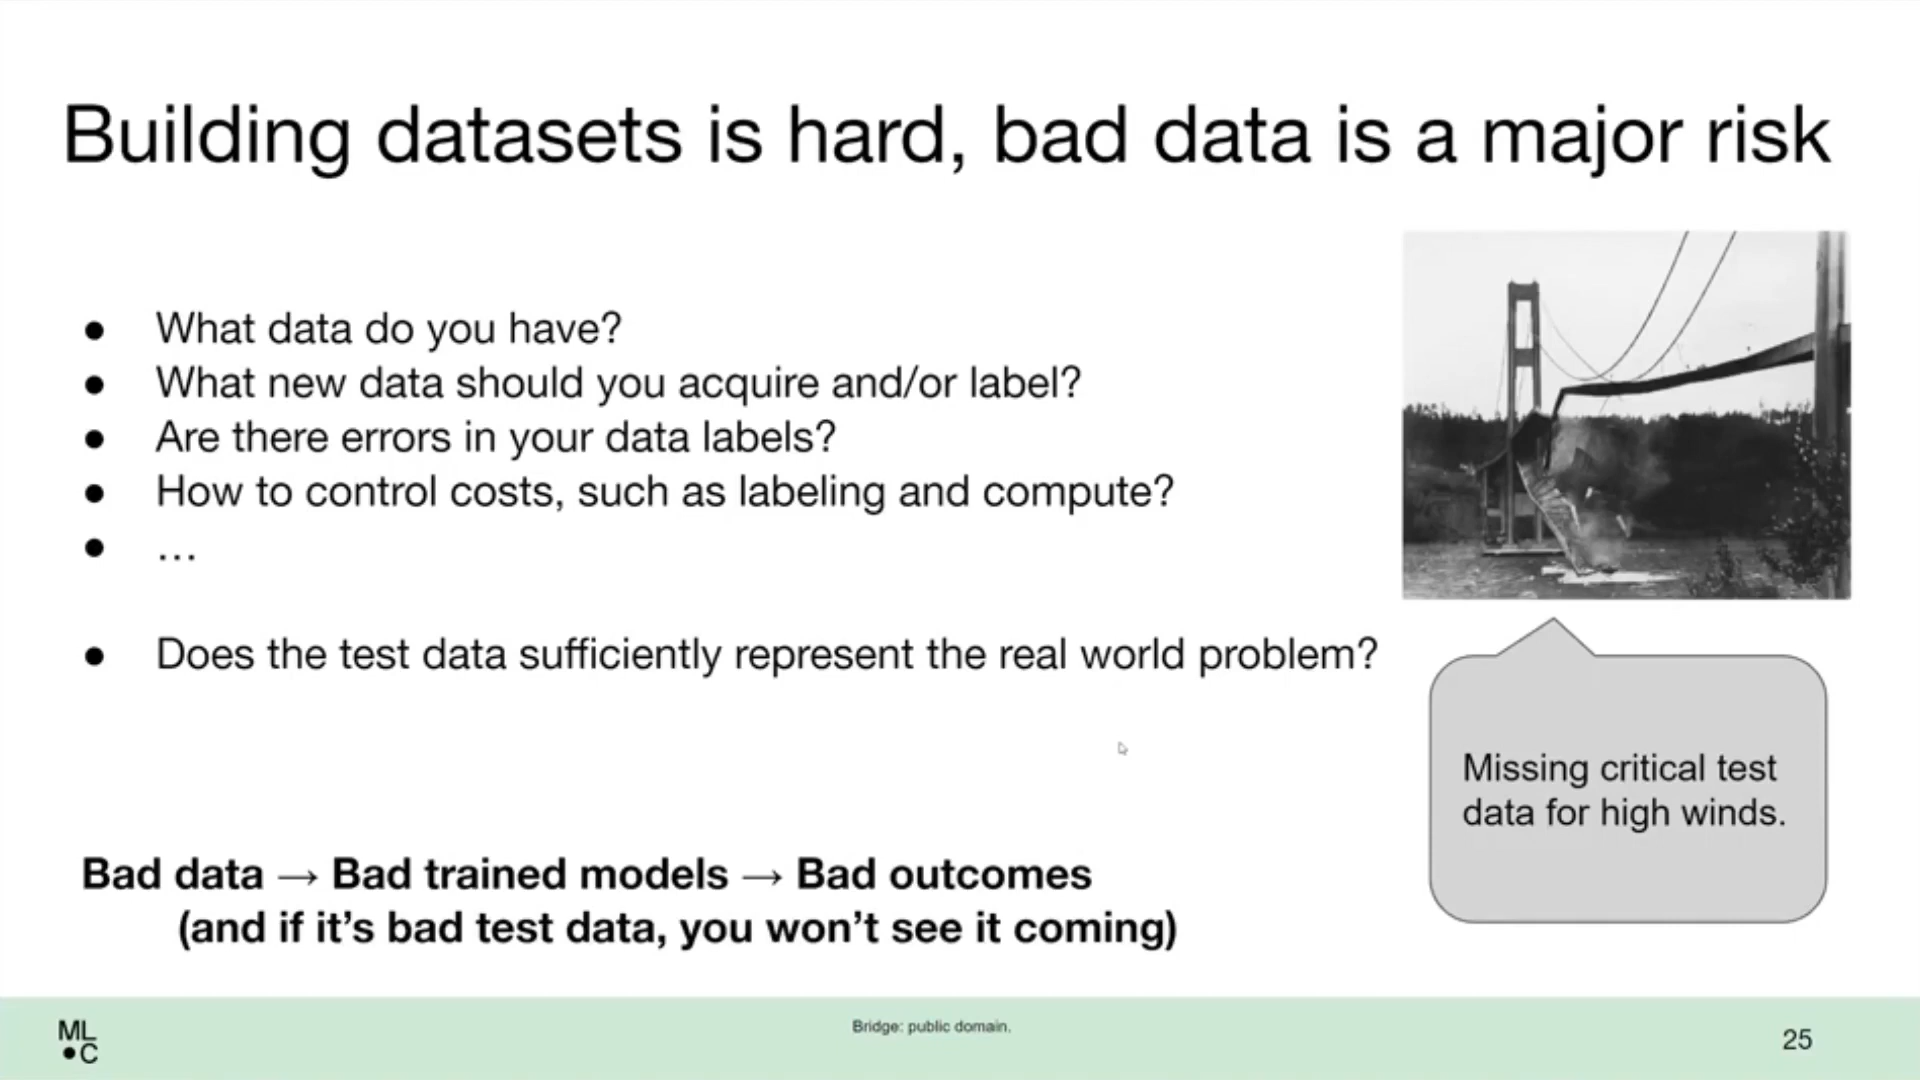 Building datasets is hard, bad data is a major risk
● What data do you have?
● What new data should you acquire and/or label?
● Are there errors in your data labels?
● How to control costs, such as labeling and compute?
● …
● Does the test data sufficiently represent the real world problem?
Missing critical test
data for high winds.
Bad data → Bad trained models → Bad outcomes
(and if it’s bad test data, you won’t see it coming)
ML
●C
Bridge: public domain.
25